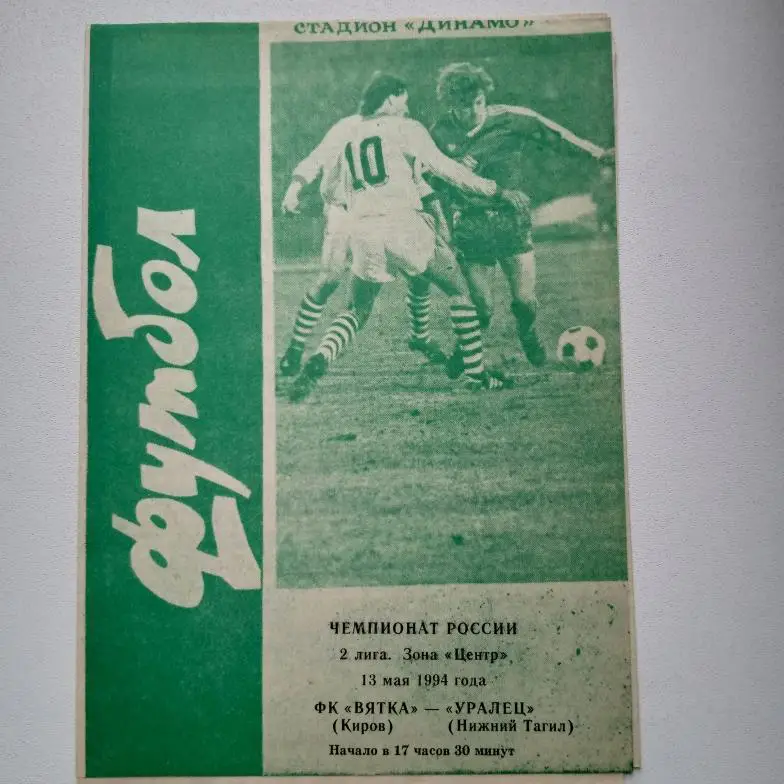 СТАДИОН «ДИНАМО»
футбол
10
ЧЕМПИОНАТ РОССИИ
2 лига. Зона «Центр»
13 мая 1994 года
ФК «ВЯТКА» — «УРАЛЕЦ»
(Киров) (Нижний Тагил)
Начало в 17 часов 30 минут